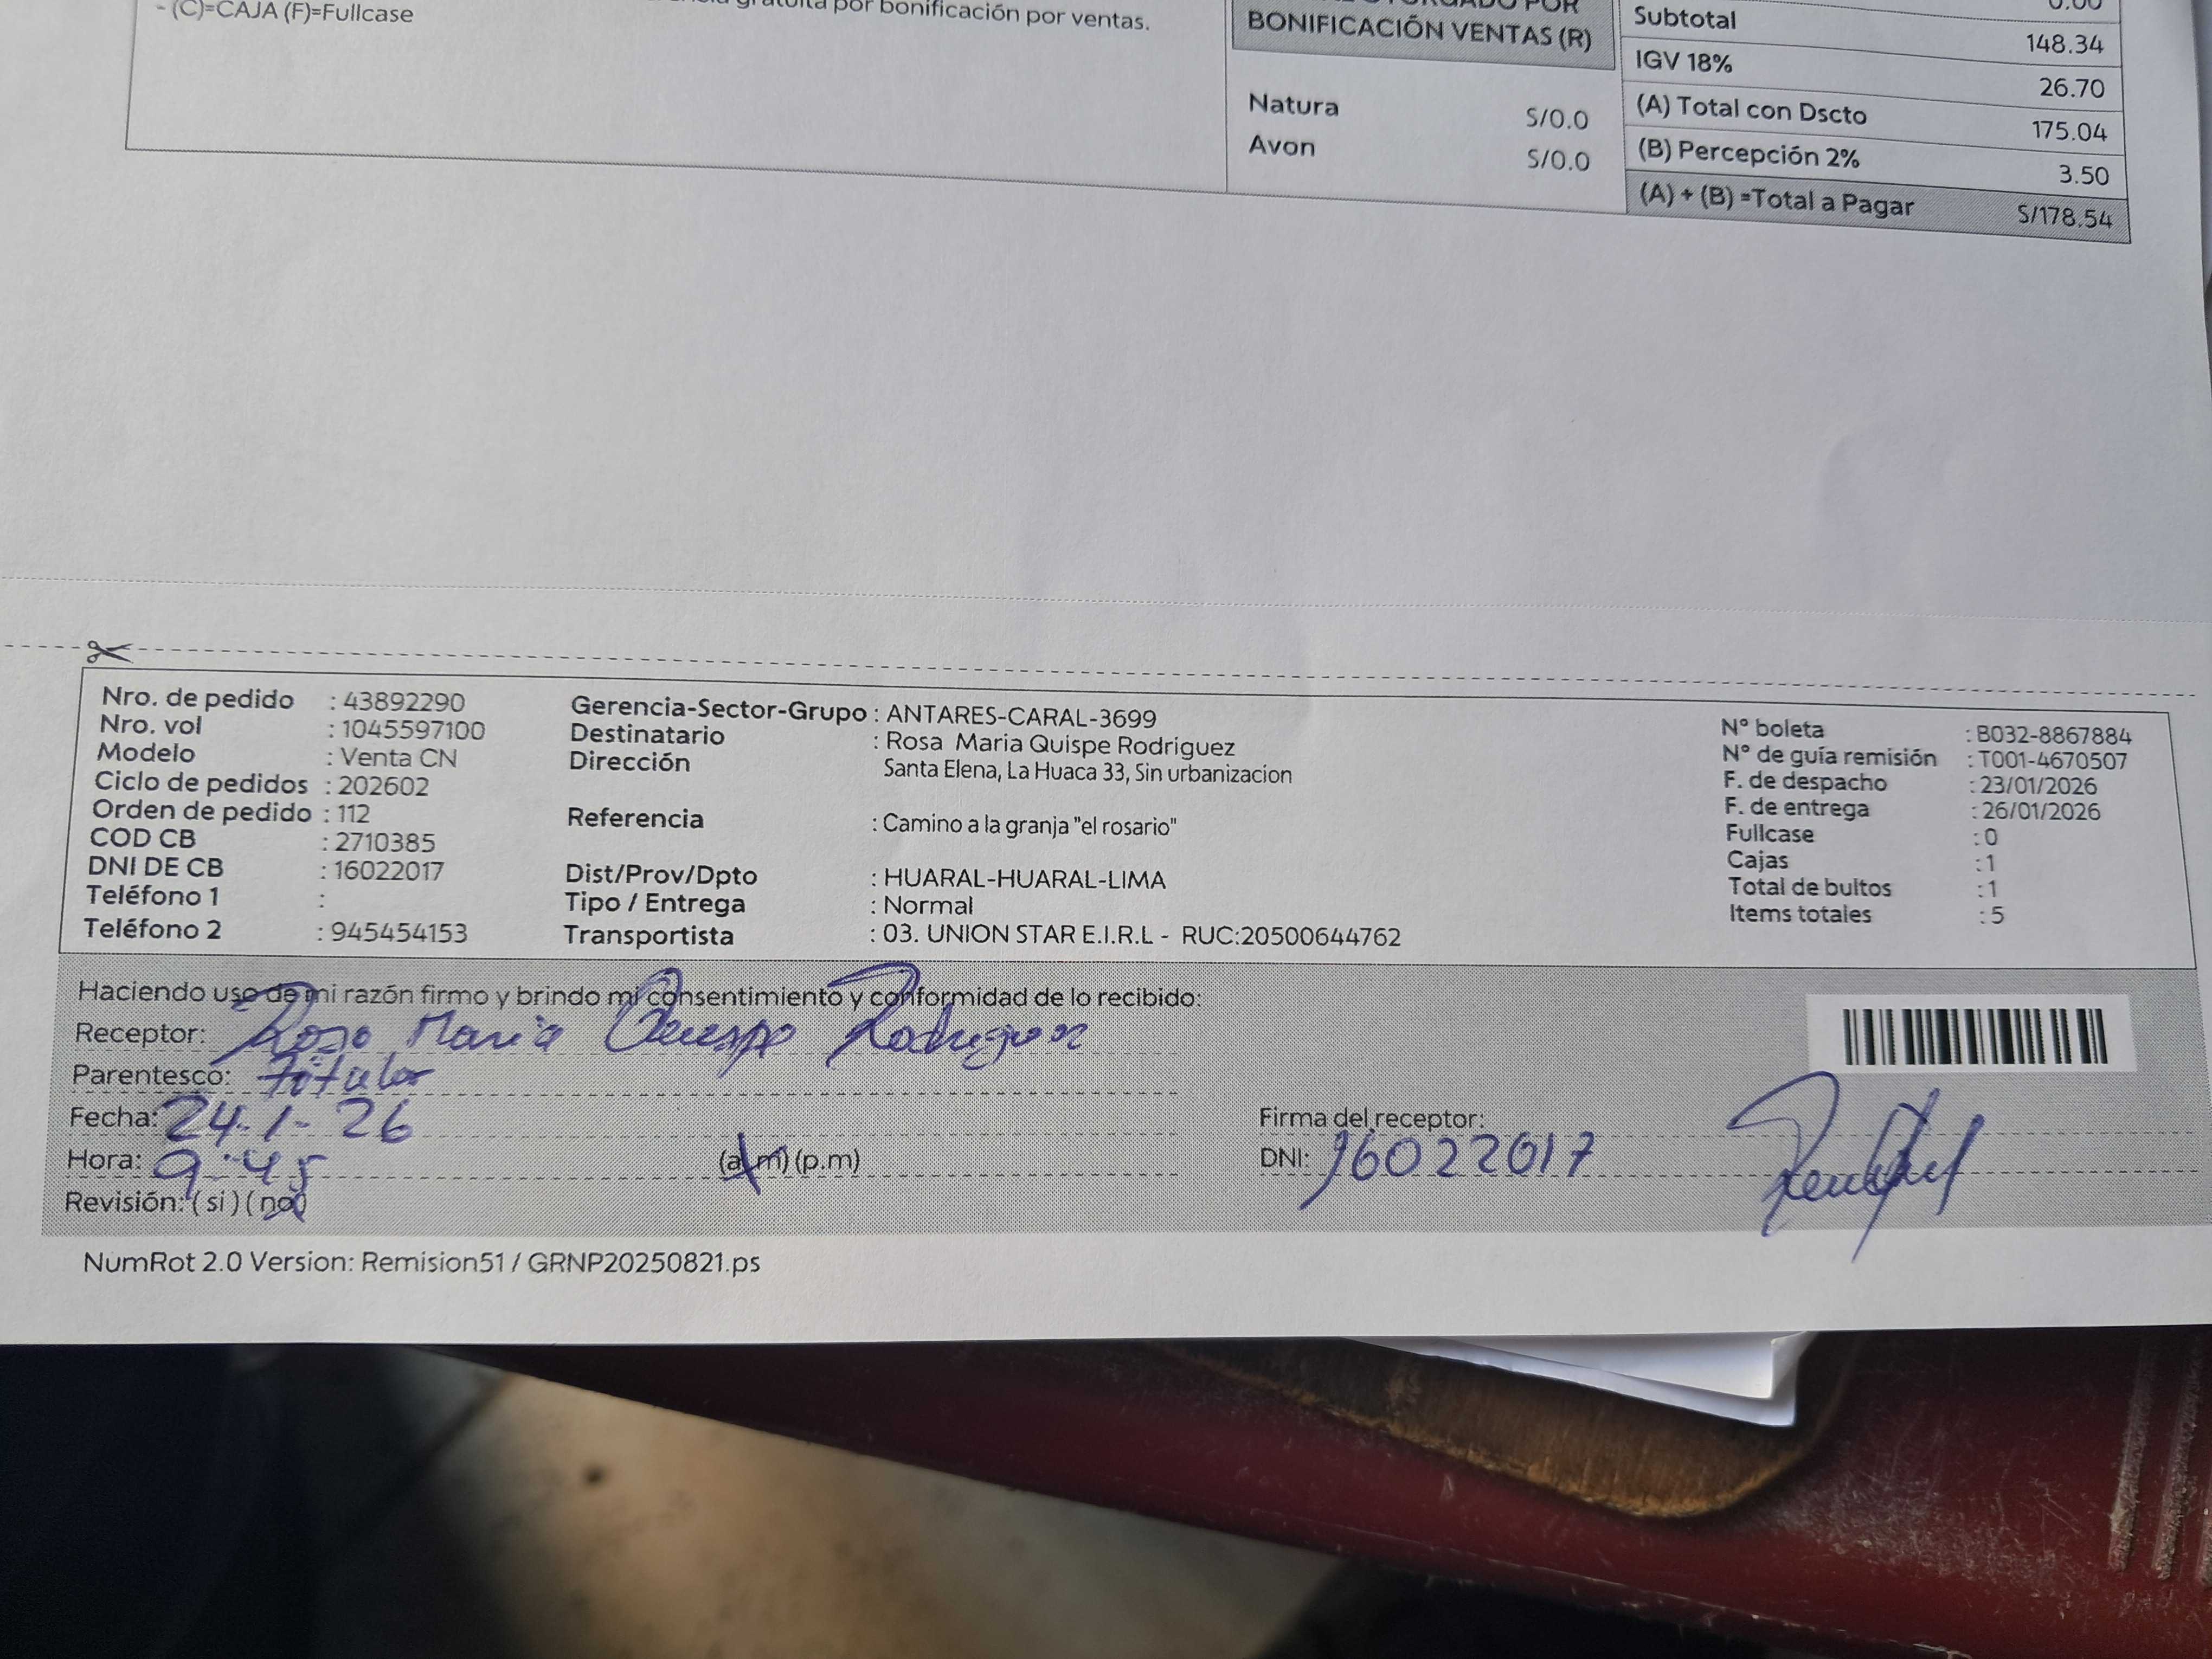 - (C)=CAJA (F)=Fullcase
gratuita por bonificación por ventas.
POR
BONIFICACIÓN VENTAS (R)
Natura S/0.0
Avon S/0.0
0.00
Subtotal 148.34
IGV 18% 26.70
(A) Total con Dscto 175.04
(B) Percepción 2% 3.50
(A) + (B) =Total a Pagar S/178.54
Nro. de pedido : 43892290
Nro. vol : 1045597100
Modelo : Venta CN
Ciclo de pedidos : 202602
Orden de pedido : 112
COD CB : 2710385
DNI DE CB : 16022017
Teléfono 1 :
Teléfono 2 : 945454153
Gerencia-Sector-Grupo : ANTARES-CARAL-3699
Destinatario : Rosa Maria Quispe Rodriguez
Dirección Santa Elena, La Huaca 33, Sin urbanizacion
Referencia : Camino a la granja "el rosario"
Dist/Prov/Dpto : HUARAL-HUARAL-LIMA
Tipo / Entrega : Normal
Transportista : 03. UNION STAR E.I.R.L - RUC:20500644762
N° boleta : B032-8867884
N° de guía remisión : T001-4670507
F. de despacho : 23/01/2026
F. de entrega : 26/01/2026
Fullcase : 0
Cajas : 1
Total de bultos : 1
Items totales : 5
Haciendo uso de mi razón firmo y brindo mi consentimiento y conformidad de lo recibido:
Receptor: Rosa Maria Quispe Rodriguez
Parentesco: titular
Fecha: 24-1-26
Hora: 9:45 (a.m) (p.m)
Revisión: ( si ) ( no )
Firma del receptor:
DNI: 16022017
NumRot 2.0 Version: Remision51 / GRNP20250821.ps